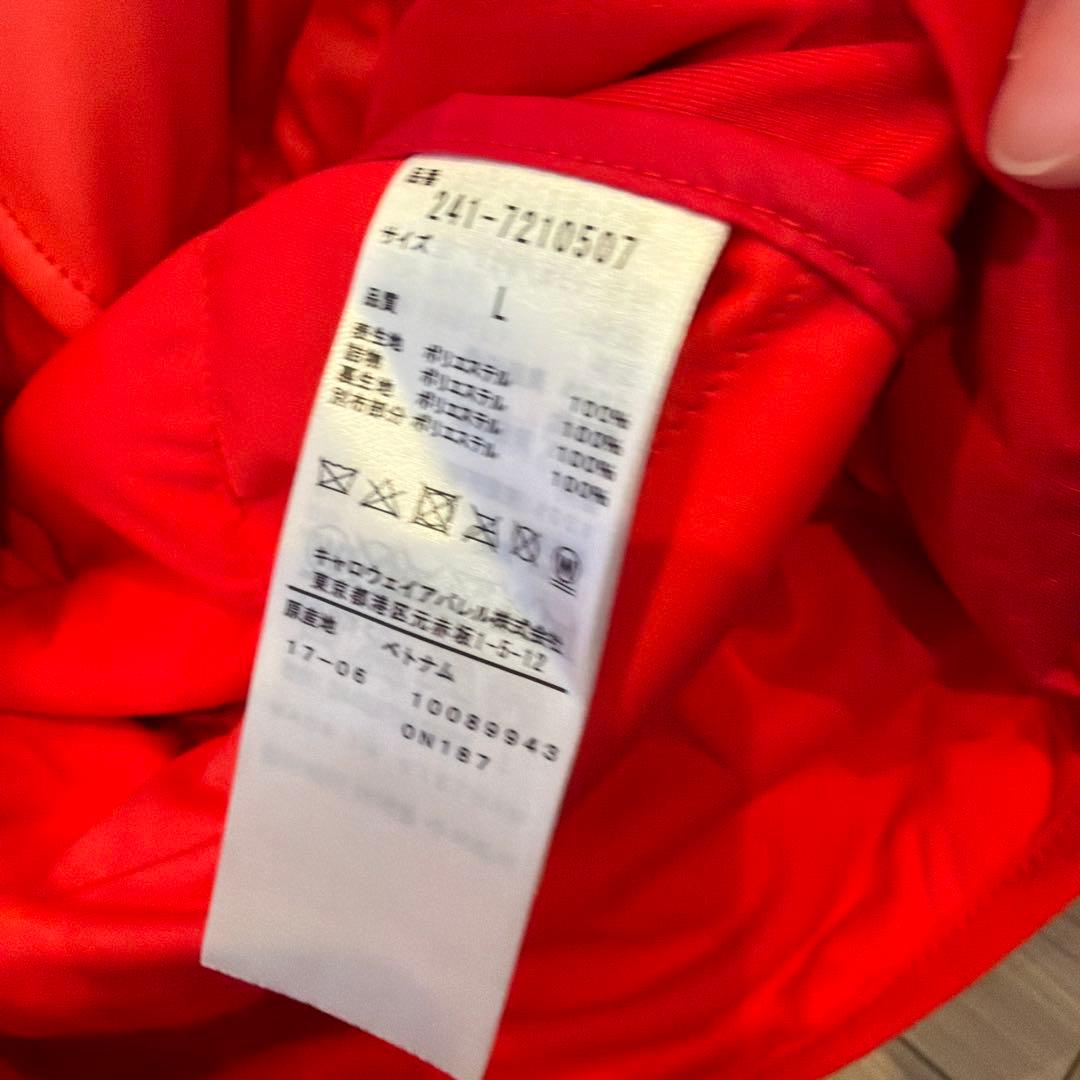 品番
241-7210507
サイズ
L
品質
表生地 ポリエステル 100%
詰物 ポリエステル 100%
裏生地 ポリエステル 100%
別布部分 ポリエステル 100%
W
キャロウェイアパレル株式会社
東京都港区元赤坂1-5-12
原産地 ベトナム
17-06 10089943
0N187